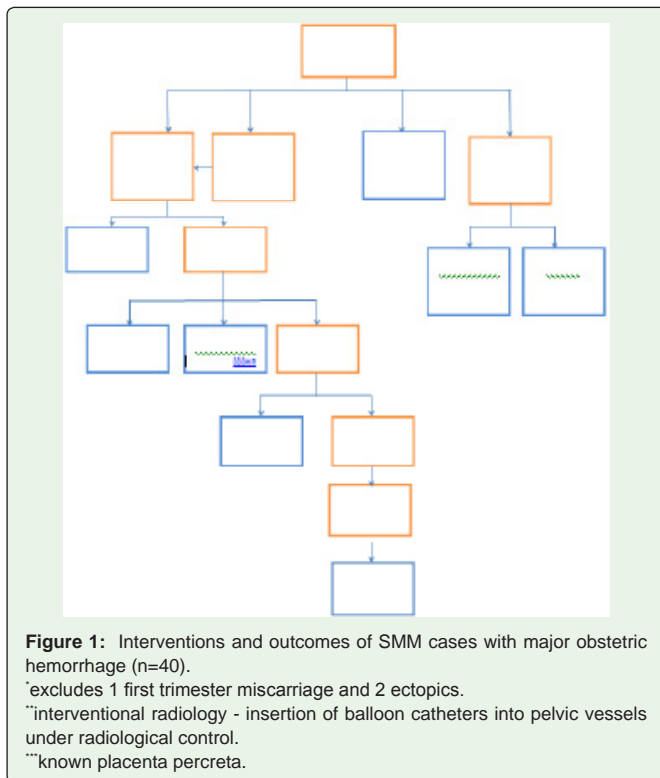 Figure 1: Interventions and outcomes of SMM cases with major obstetric
hemorrhage (n=40).
*excludes 1 first trimester miscarriage and 2 ectopics.
**interventional radiology - insertion of balloon catheters into pelvic vessels
under radiological control.
***known placenta percreta.